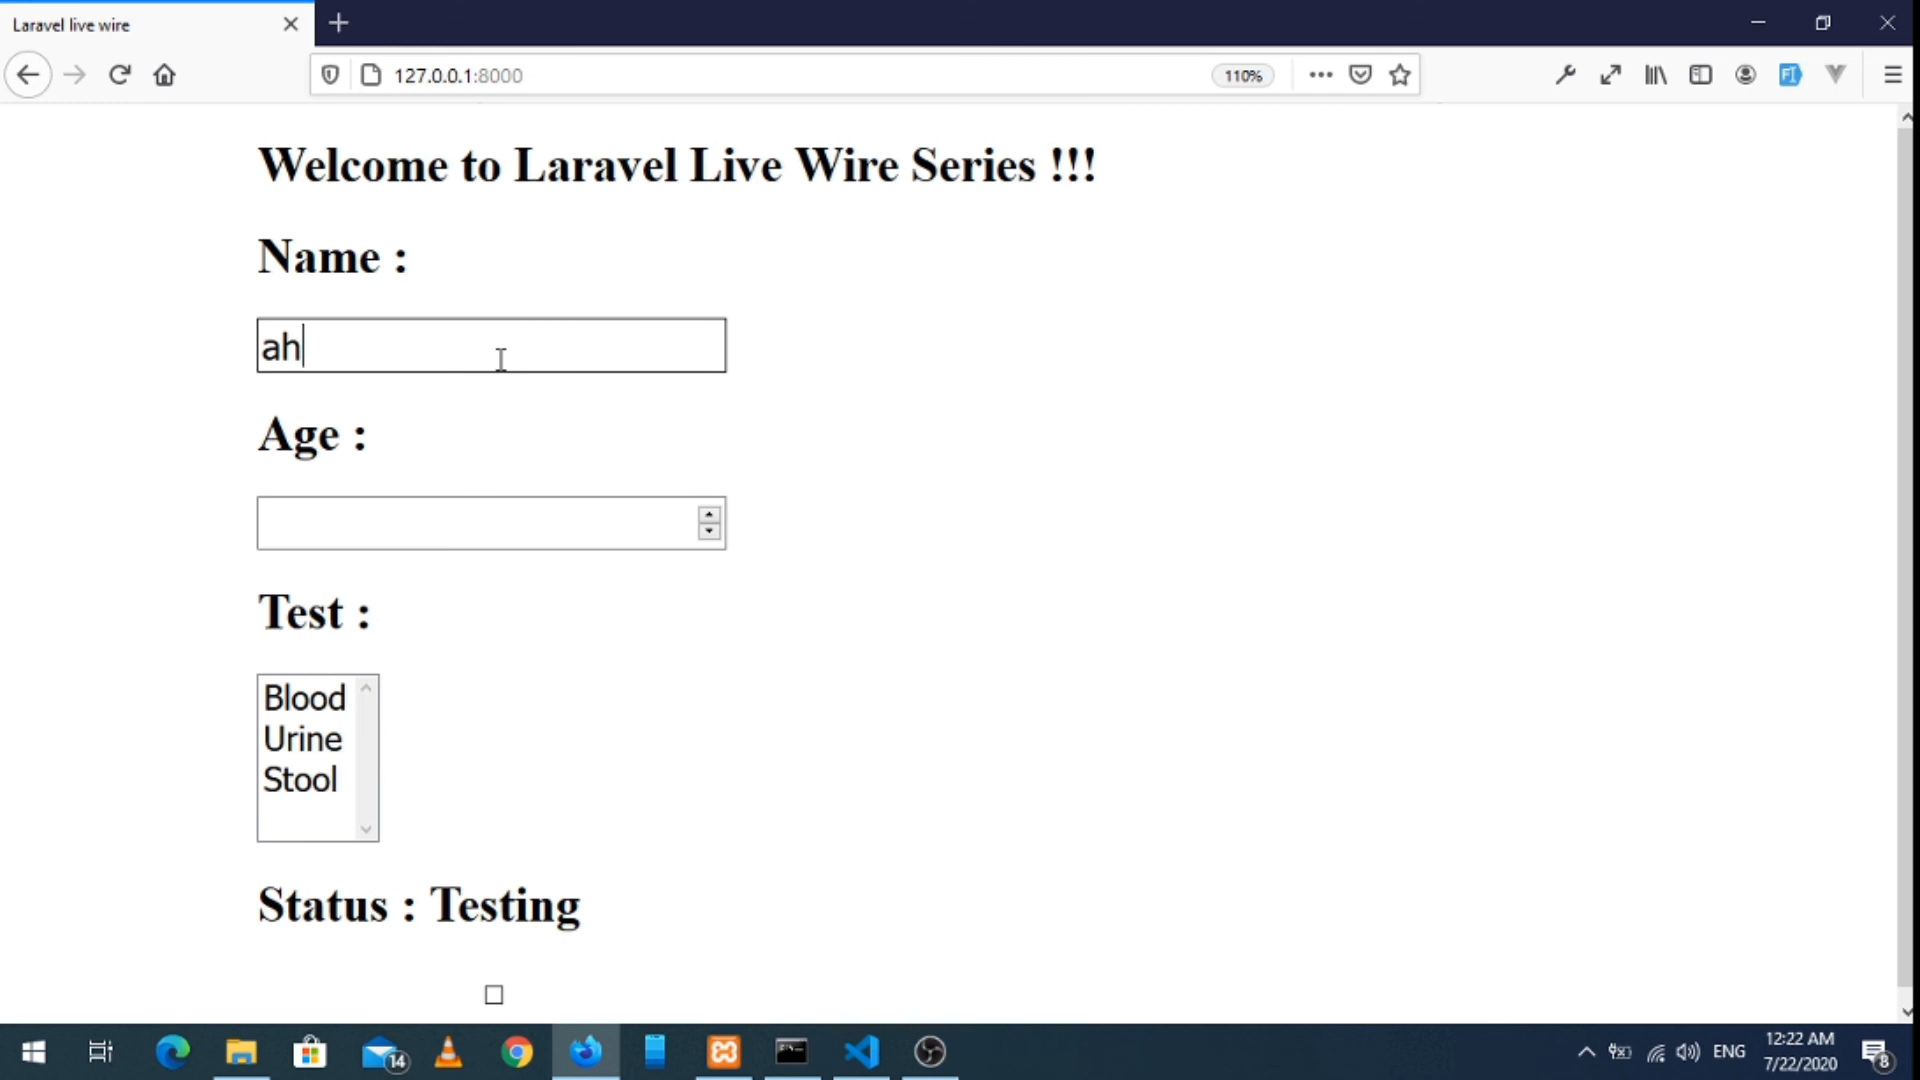 Laravel live wire
127.0.0.1:8000
110%
Welcome to Laravel Live Wire Series !!!
Name :
ah
Age :
Test :
Blood
Urine
Stool
Status : Testing
14
ENG
12:22 AM
7/22/2020
8